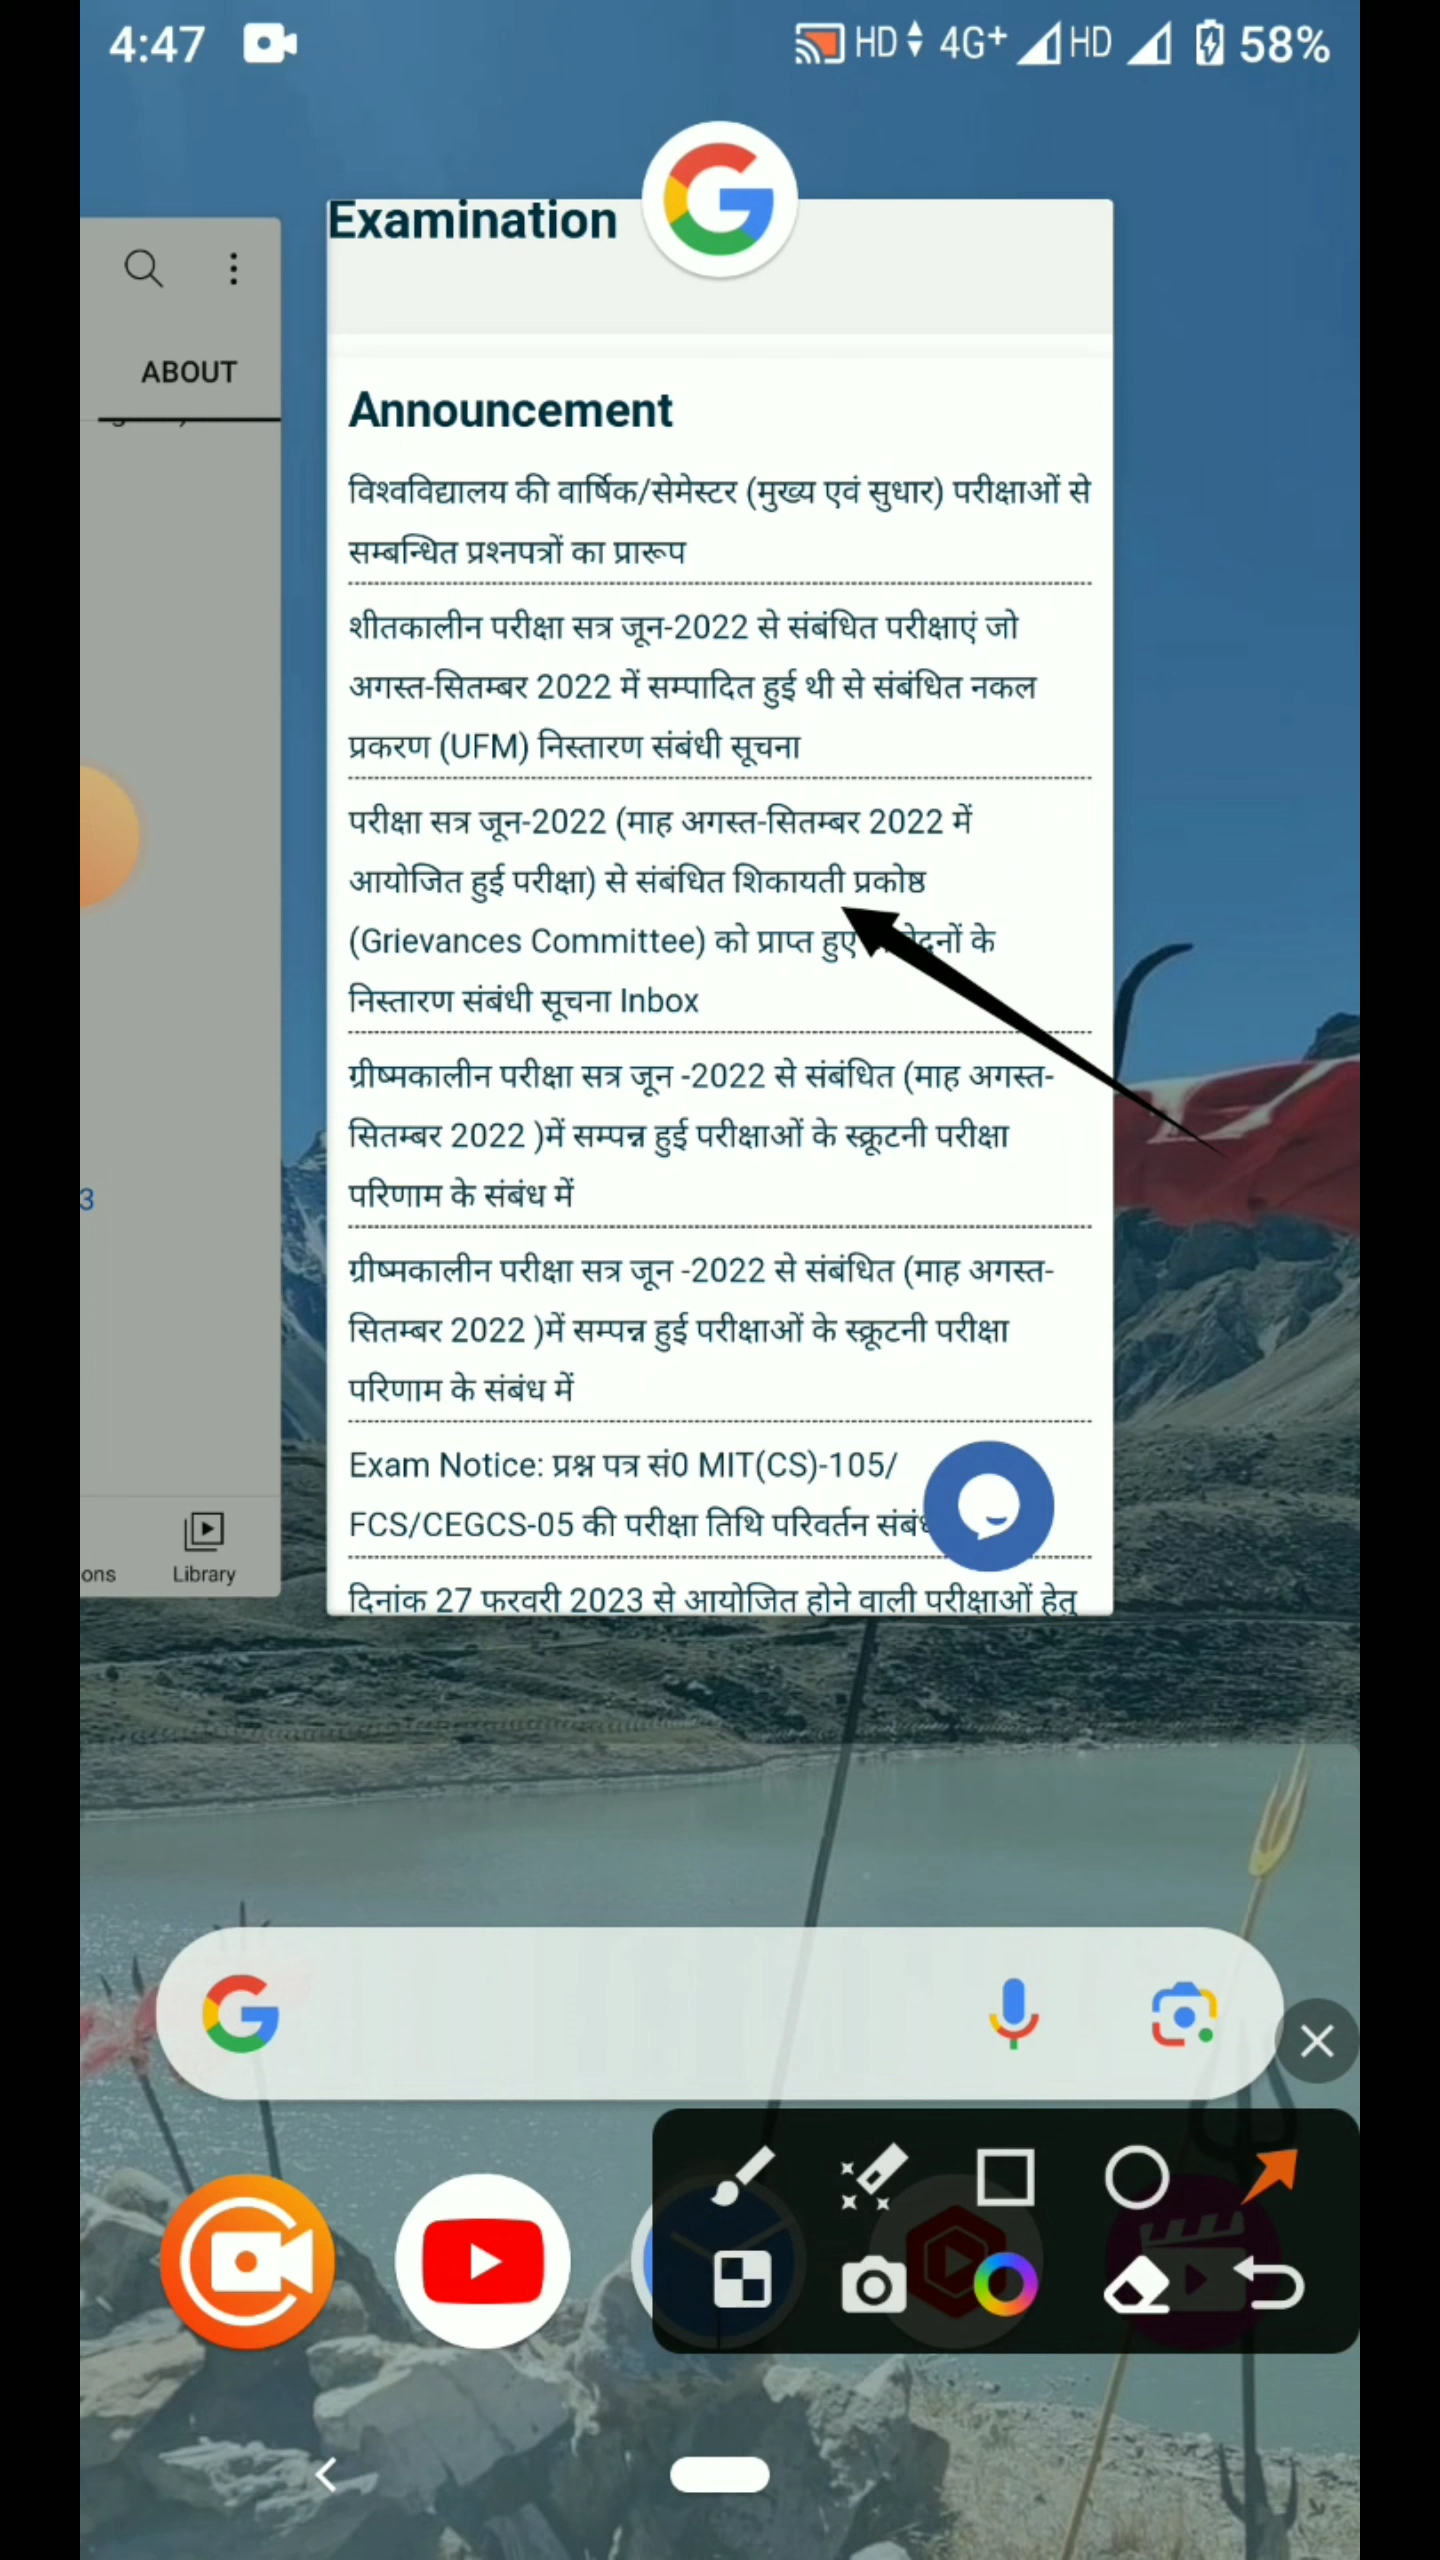 4:47 HD 4G+ HD 58%
Examination
ABOUT
Announcement
विश्वविद्यालय की वार्षिक/सेमेस्टर (मुख्य एवं सुधार) परीक्षाओं से
सम्बन्धित प्रश्नपत्रों का प्रारूप
शीतकालीन परीक्षा सत्र जून-2022 से संबंधित परीक्षाएं जो
अगस्त-सितम्बर 2022 में सम्पादित हुई थी से संबंधित नकल
प्रकरण (UFM) निस्तारण संबंधी सूचना
परीक्षा सत्र जून-2022 (माह अगस्त-सितम्बर 2022 में
आयोजित हुई परीक्षा) से संबंधित शिकायती प्रकोष्ठ
(Grievances Committee) को प्राप्त हुए के
निस्तारण संबंधी सूचना Inbox
ग्रीष्मकालीन परीक्षा सत्र जून -2022 से संबंधित (माह अगस्त-
सितम्बर 2022 )में सम्पन्न हुई परीक्षाओं के स्क्रूटनी परीक्षा
परिणाम के संबंध में
3
ग्रीष्मकालीन परीक्षा सत्र जून -2022 से संबंधित (माह अगस्त-
सितम्बर 2022 )में सम्पन्न हुई परीक्षाओं के स्क्रूटनी परीक्षा
परिणाम के संबंध में
Exam Notice: प्रश्न पत्र सं0 MIT(CS)-105/
FCS/CEGCS-05 की परीक्षा तिथि परिवर्तन
ons Library
दिनांक 27 फरवरी 2023 से आयोजित होने वाली परीक्षाओं हेतु